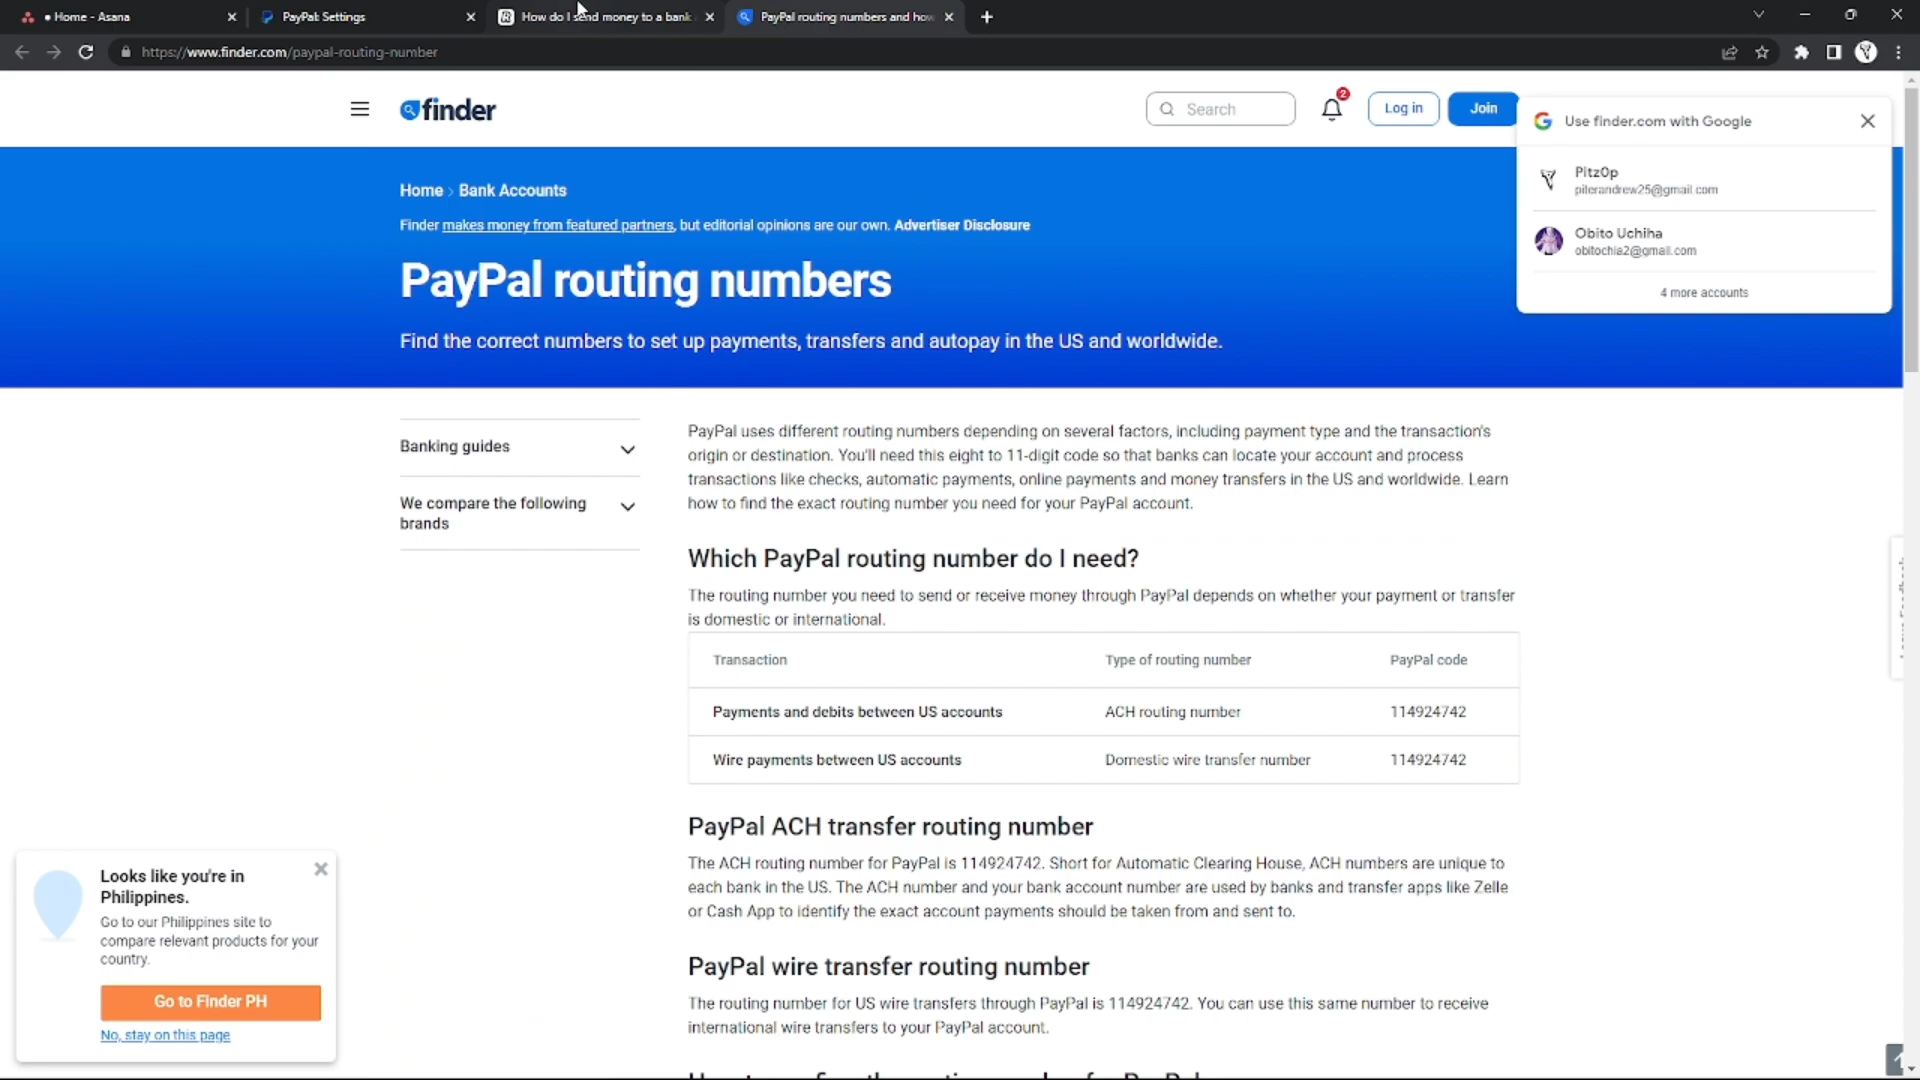 • Home - Asana
PayPal: Settings
How do I send money to a bank
PayPal routing numbers and how
https://www.finder.com/paypal-routing-number
finder
Search
2
Log in
Join
Use finder.com with Google
Pitz0p
piterandrew25@gmail.com
Obito Uchiha
obitochia2@gmail.com
4 more accounts
Home › Bank Accounts
Finder makes money from featured partners, but editorial opinions are our own. Advertiser Disclosure
PayPal routing numbers
Find the correct numbers to set up payments, transfers and autopay in the US and worldwide.
Banking guides
We compare the following
brands
PayPal uses different routing numbers depending on several factors, including payment type and the transaction's
origin or destination. You'll need this eight to 11-digit code so that banks can locate your account and process
transactions like checks, automatic payments, online payments and money transfers in the US and worldwide. Learn
how to find the exact routing number you need for your PayPal account.
Which PayPal routing number do I need?
The routing number you need to send or receive money through PayPal depends on whether your payment or transfer
is domestic or international.
Transaction Type of routing number PayPal code
Payments and debits between US accounts ACH routing number 114924742
Wire payments between US accounts Domestic wire transfer number 114924742
PayPal ACH transfer routing number
The ACH routing number for PayPal is 114924742. Short for Automatic Clearing House, ACH numbers are unique to
each bank in the US. The ACH number and your bank account number are used by banks and transfer apps like Zelle
or Cash App to identify the exact account payments should be taken from and sent to.
PayPal wire transfer routing number
The routing number for US wire transfers through PayPal is 114924742. You can use this same number to receive
international wire transfers to your PayPal account.
Looks like you're in
Philippines.
Go to our Philippines site to
compare relevant products for your
country.
Go to Finder PH
No, stay on this page